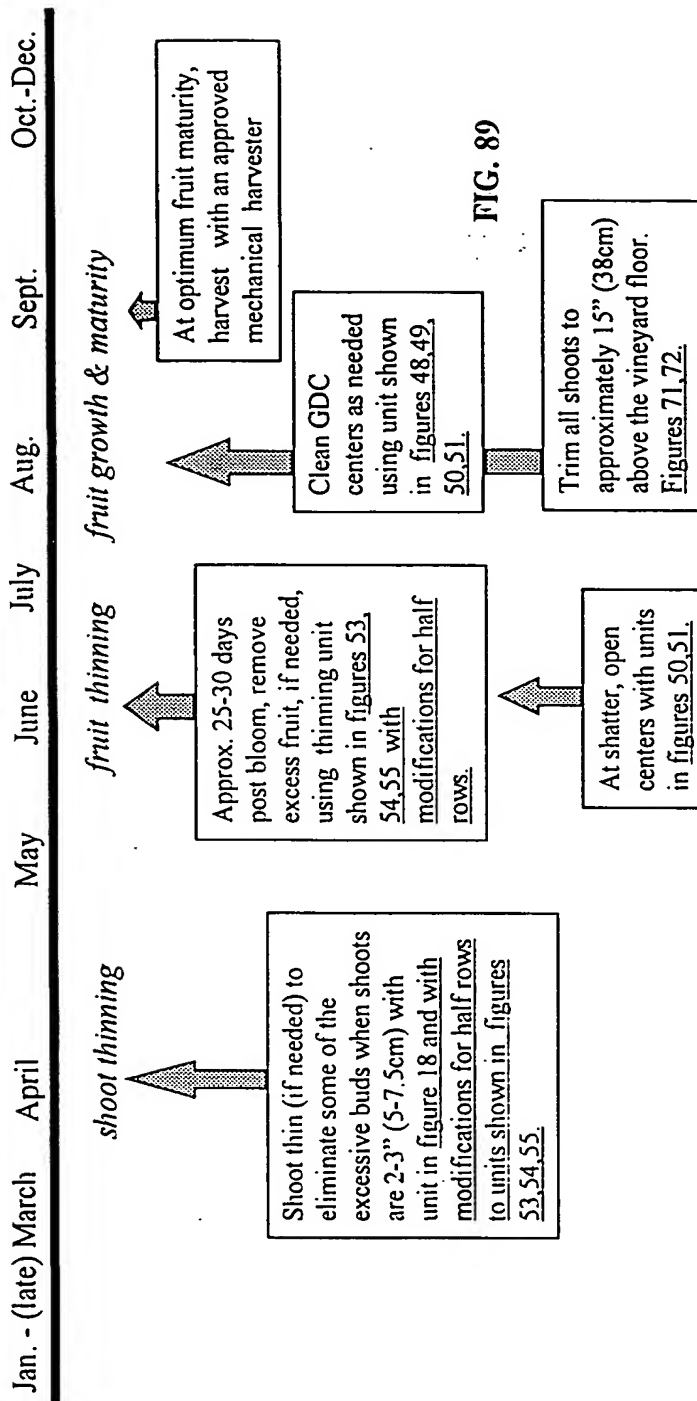 Jan. - (late) March April May June July Aug. Sept. Oct.-Dec.
shoot thinning
fruit thinning
fruit growth & maturity
Shoot thin (if needed) to
eliminate some of the
excessive buds when shoots
are 2-3" (5-7.5cm) with
unit in figure 18 and with
modifications for half rows
to units shown in figures
53,54,55.
Approx. 25-30 days
post bloom, remove
excess fruit, if needed,
using thinning unit
shown in figures 53,
54,55 with
modifications for half
rows.
At shatter, open
centers with units
in figures 50,51.
Clean GDC
centers as needed
using unit shown
in figures 48,49,
50,51.
Trim all shoots to
approximately 15" (38cm)
above the vineyard floor.
Figures 71,72.
At optimum fruit maturity,
harvest with an approved
mechanical harvester
FIG. 89